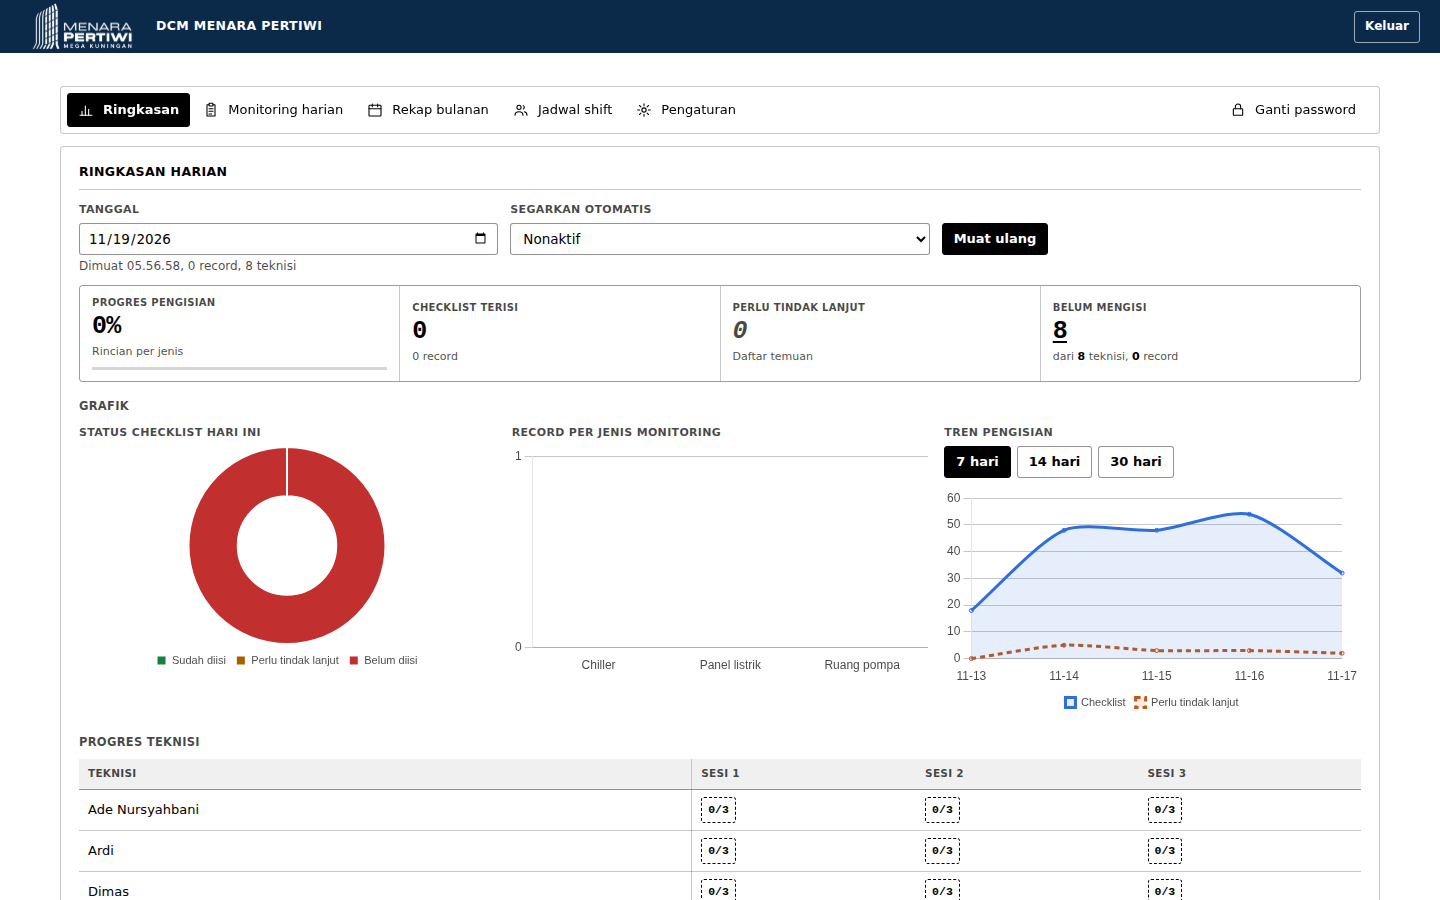 MENARA
PERTIWI
MEGA KUNINGAN
DCM MENARA PERTIWI
Keluar
Ringkasan
Monitoring harian
Rekap bulanan
Jadwal shift
Pengaturan
Ganti password
RINGKASAN HARIAN
TANGGAL
SEGARKAN OTOMATIS
11/19/2026
Nonaktif
Muat ulang
Dimuat 05.56.58, 0 record, 8 teknisi
PROGRES PENGISIAN
0%
Rincian per jenis
CHECKLIST TERISI
0
0 record
PERLU TINDAK LANJUT
0
Daftar temuan
BELUM MENGISI
8
dari 8 teknisi, 0 record
GRAFIK
STATUS CHECKLIST HARI INI
Sudah diisi
Perlu tindak lanjut
Belum diisi
RECORD PER JENIS MONITORING
1
0
Chiller
Panel listrik
Ruang pompa
TREN PENGISIAN
7 hari
14 hari
30 hari
60
50
40
30
20
10
0
11-13
11-14
11-15
11-16
11-17
Checklist
Perlu tindak lanjut
PROGRES TEKNISI
TEKNISI SESI 1 SESI 2 SESI 3
Ade Nursyahbani 0/3 0/3 0/3
Ardi 0/3 0/3 0/3
Dimas 0/3 0/3 0/3